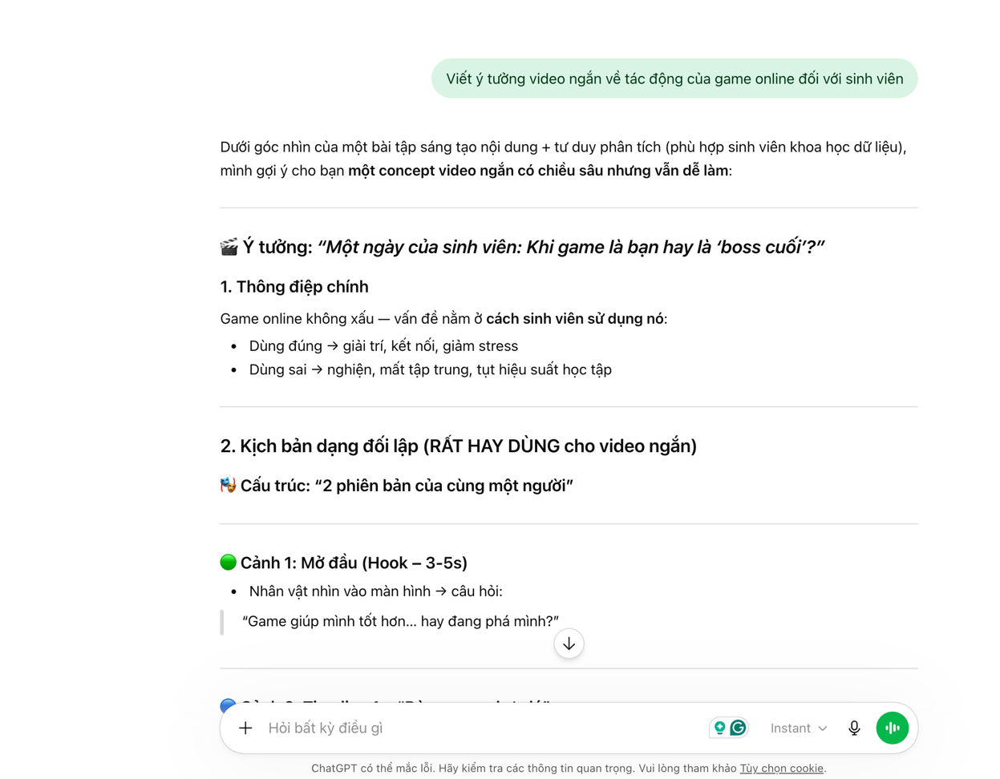 Viết ý tưởng video ngắn về tác động của game online đối với sinh viên
Dưới góc nhìn của một bài tập sáng tạo nội dung + tư duy phân tích (phù hợp sinh viên khoa học dữ liệu),
mình gợi ý cho bạn một concept video ngắn có chiều sâu nhưng vẫn dễ làm:
🎬 Ý tưởng: “Một ngày của sinh viên: Khi game là bạn hay là ‘boss cuối’?”
1. Thông điệp chính
Game online không xấu — vấn đề nằm ở cách sinh viên sử dụng nó:
• Dùng đúng → giải trí, kết nối, giảm stress
• Dùng sai → nghiện, mất tập trung, tụt hiệu suất học tập
2. Kịch bản dạng đối lập (RẤT HAY DÙNG cho video ngắn)
🎭 Cấu trúc: “2 phiên bản của cùng một người”
🟢 Cảnh 1: Mở đầu (Hook – 3-5s)
• Nhân vật nhìn vào màn hình → câu hỏi:
“Game giúp mình tốt hơn… hay đang phá mình?”
Hỏi bất kỳ điều gì
Instant
ChatGPT có thể mắc lỗi. Hãy kiểm tra các thông tin quan trọng. Vui lòng tham khảo Tùy chọn cookie.